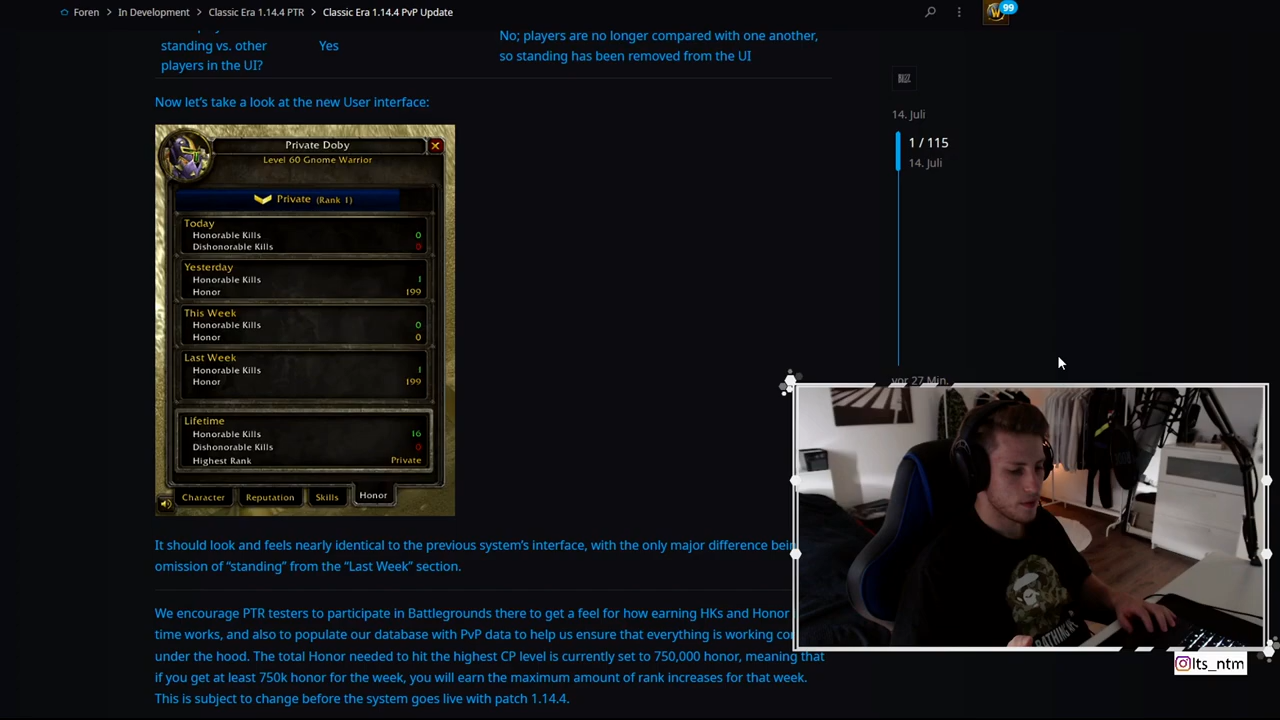 Foren > In Development > Classic Era 1.14.4 PTR > Classic Era 1.14.4 PvP Update
99
standing vs. other
players in the UI?
Yes
No; players are no longer compared with one another,
so standing has been removed from the UI
14. Juli
1 / 115
14. Juli
vor 27 Min.
Now let's take a look at the new User interface:
Private Doby
Level 60 Gnome Warrior
Private (Rank 1)
Today
Honorable Kills 0
Dishonorable Kills 0
Yesterday
Honorable Kills 1
Honor 199
This Week
Honorable Kills 0
Honor 0
Last Week
Honorable Kills 1
Honor 199
Lifetime
Honorable Kills 16
Dishonorable Kills 0
Highest Rank Private
Character Reputation Skills Honor
It should look and feels nearly identical to the previous system's interface, with the only major difference bein
omission of “standing” from the “Last Week” section.
We encourage PTR testers to participate in Battlegrounds there to get a feel for how earning HKs and Honor
time works, and also to populate our database with PvP data to help us ensure that everything is working co
under the hood. The total Honor needed to hit the highest CP level is currently set to 750,000 honor, meaning that
if you get at least 750k honor for the week, you will earn the maximum amount of rank increases for that week.
This is subject to change before the system goes live with patch 1.14.4.
Its_ntm